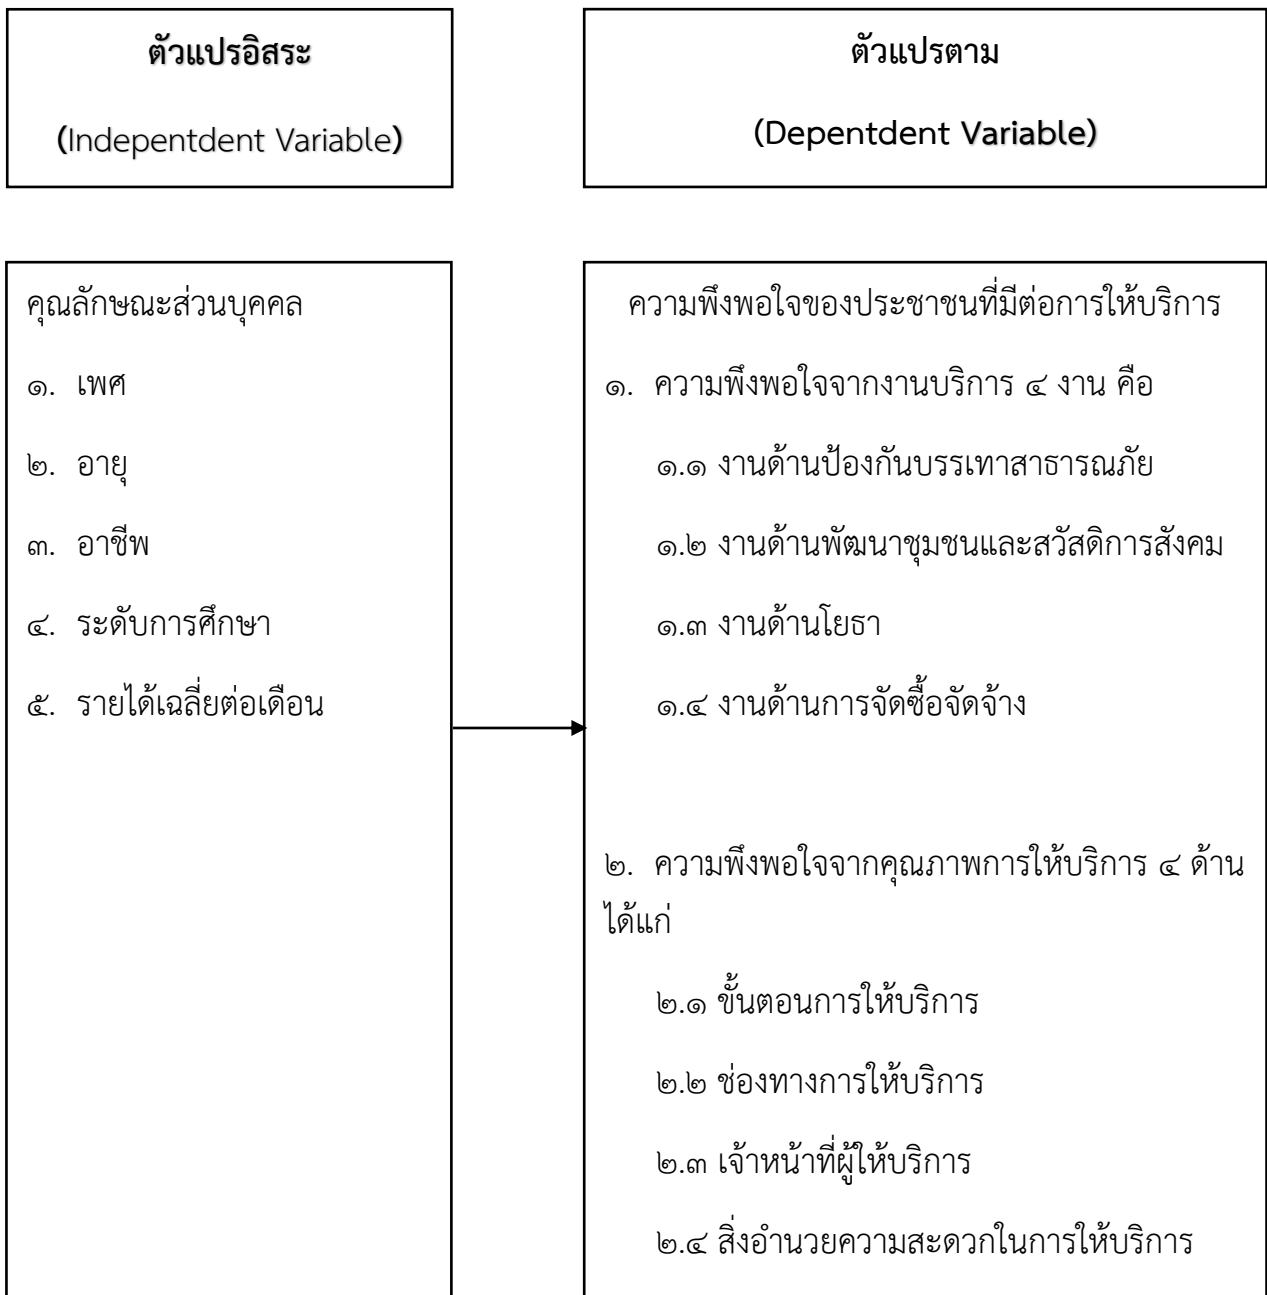 ตัวแปรอิสระ
(Indepentdent Variable)
ตัวแปรตาม
(Depentdent Variable)
คุณลักษณะส่วนบุคคล
๑. เพศ
๒. อายุ
๓. อาชีพ
๔. ระดับการศึกษา
๕. รายได้เฉลี่ยต่อเดือน
ความพึงพอใจของประชาชนที่มีต่อการให้บริการ
๑. ความพึงพอใจจากงานบริการ ๔ งาน คือ
๑.๑ งานด้านป้องกันบรรเทาสาธารณภัย
๑.๒ งานด้านพัฒนาชุมชนและสวัสดิการสังคม
๑.๓ งานด้านโยธา
๑.๔ งานด้านการจัดซื้อจัดจ้าง
๒. ความพึงพอใจจากคุณภาพการให้บริการ ๔ ด้าน
ได้แก่
๒.๑ ขั้นตอนการให้บริการ
๒.๒ ช่องทางการให้บริการ
๒.๓ เจ้าหน้าที่ผู้ให้บริการ
๒.๔ สิ่งอำนวยความสะดวกในการให้บริการ